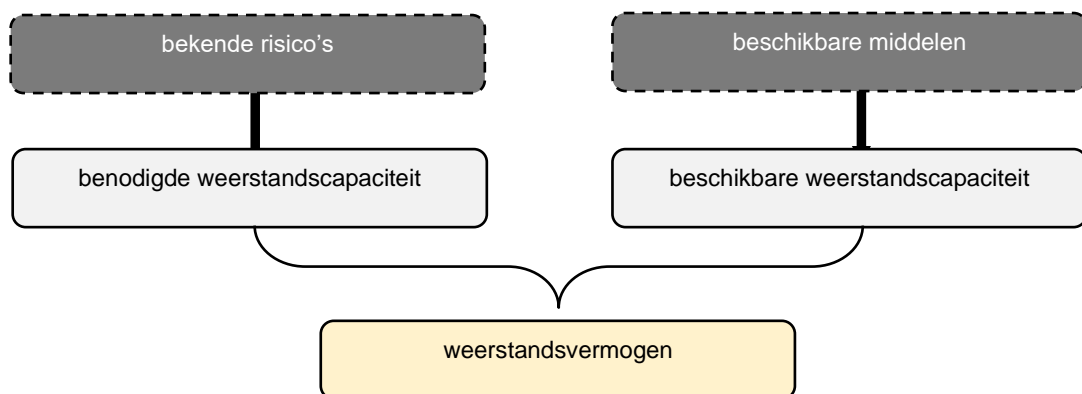 bekende risico’s
beschikbare middelen
benodigde weerstandscapaciteit
beschikbare weerstandscapaciteit
weerstandsvermogen